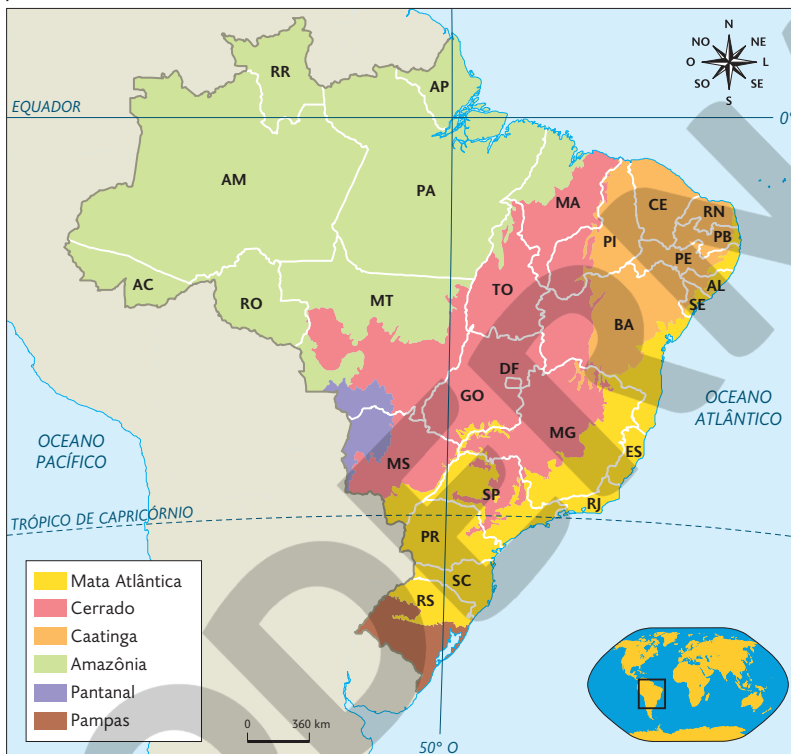 N
NO NE
O L
SO SE
S
RR
AP
EQUADOR
0°
AM
PA
MA
CE
RN
PB
PI
PE
AL
SE
AC
RO
MT
TO
BA
DF
GO
MG
ES
MS
SP
RJ
OCEANO
PACÍFICO
OCEANO
ATLÂNTICO
TRÓPICO DE CAPRICÓRNIO
PR
SC
RS
Mata Atlântica
Cerrado
Caatinga
Amazônia
Pantanal
Pampas
0 360 km
50° O